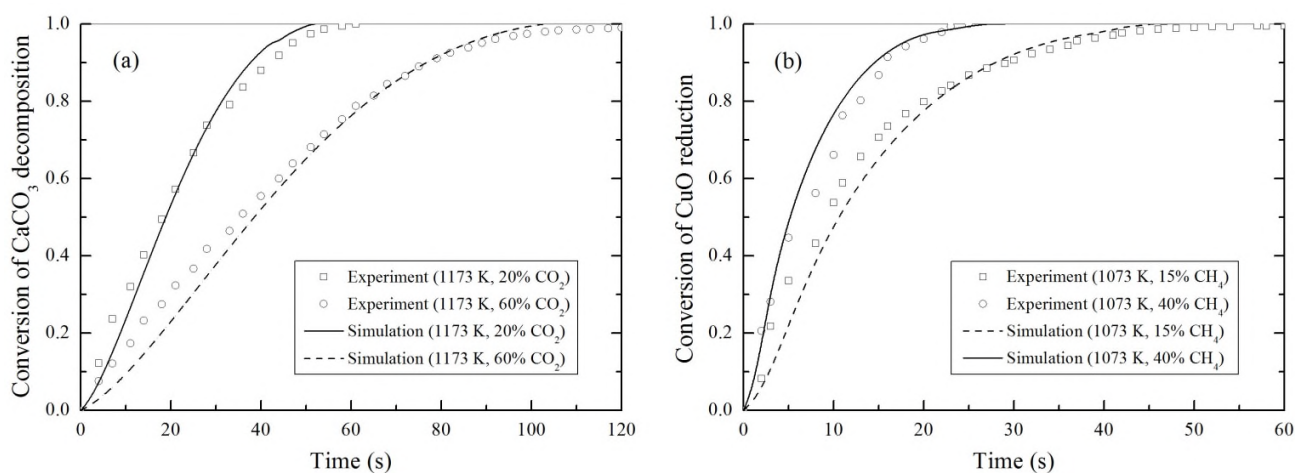 (a)
Conversion of CaCO₃ decomposition
1.0
0.8
0.6
0.4
0.2
0.0
0 20 40 60 80 100 120
Time (s)
Experiment (1173 K, 20% CO₂)
Experiment (1173 K, 60% CO₂)
Simulation (1173 K, 20% CO₂)
Simulation (1173 K, 60% CO₂)
(b)
Conversion of CuO reduction
1.0
0.8
0.6
0.4
0.2
0.0
0 10 20 30 40 50 60
Time (s)
Experiment (1073 K, 15% CH₄)
Experiment (1073 K, 40% CH₄)
Simulation (1073 K, 15% CH₄)
Simulation (1073 K, 40% CH₄)